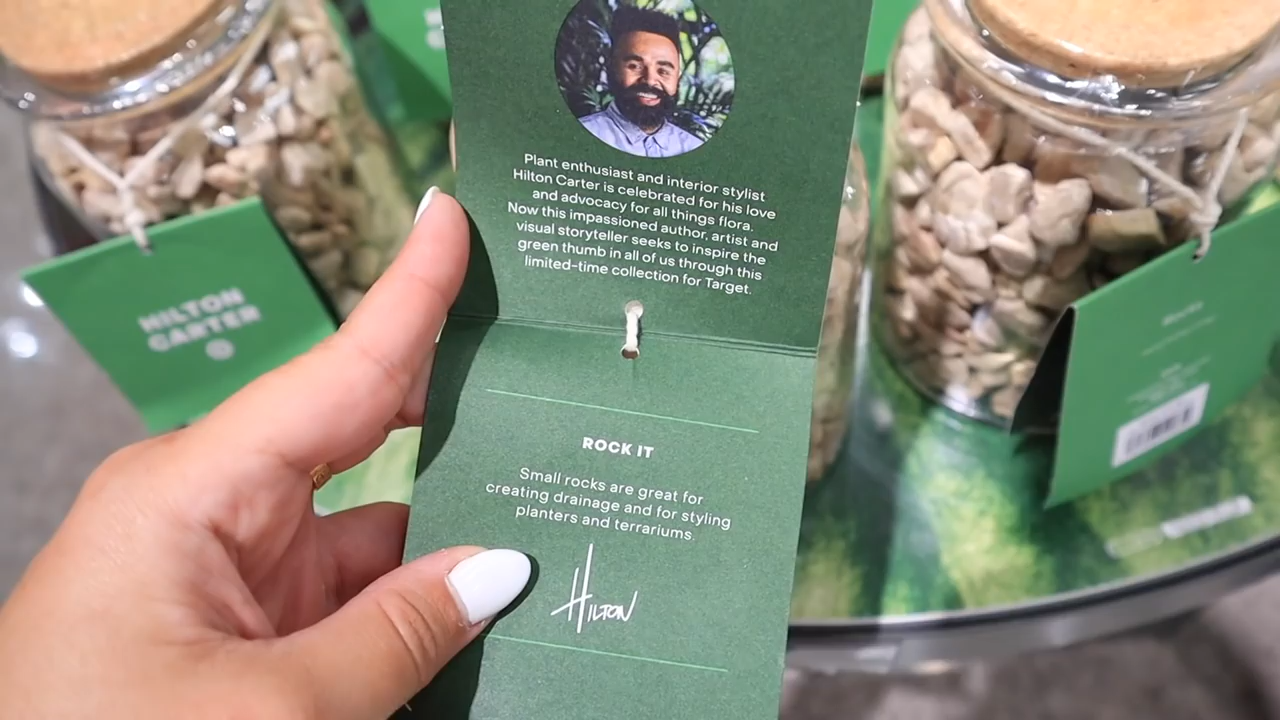 Plant enthusiast and interior stylist
Hilton Carter is celebrated for his love
and advocacy for all things flora.
Now this impassioned author, artist and
visual storyteller seeks to inspire the
green thumb in all of us through this
limited-time collection for Target.
ROCK IT
Small rocks are great for
creating drainage and for styling
planters and terrariums.
HILTON
HILTON
CARTER